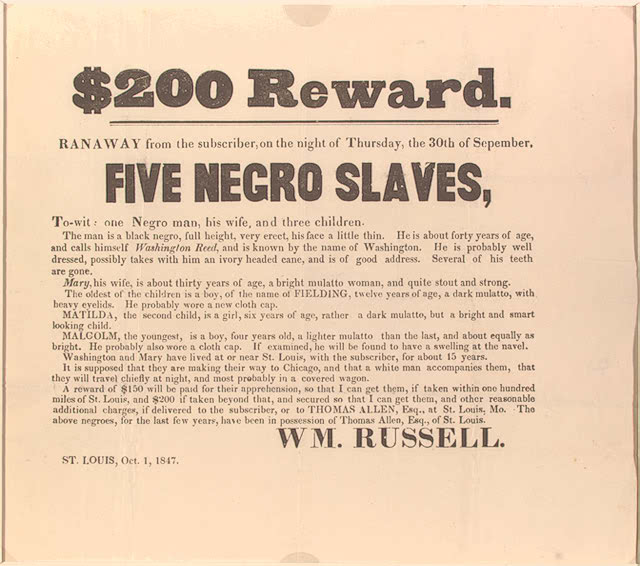 $200 Reward.
RANAWAY from the subscriber, on the night of Thursday, the 30th of Sepember,
FIVE NEGRO SLAVES,
To-wit : one Negro man, his wife, and three children.
The man is a black negro, full height, very erect, his face a little thin. He is about forty years of age,
and calls himself Washington Reed, and is known by the name of Washington. He is probably well
dressed, possibly takes with him an ivory headed cane, and is of good address. Several of his teeth
are gone.
Mary, his wife, is about thirty years of age, a bright mulatto woman, and quite stout and strong.
The oldest of the children is a boy, of the name of FIELDING, twelve years of age, a dark mulatto, with
heavy eyelids. He probably wore a new cloth cap.
MATILDA, the second child, is a girl, six years of age, rather a dark mulatto, but a bright and smart
looking child.
MALCOLM, the youngest, is a boy, four years old, a lighter mulatto than the last, and about equally as
bright. He probably also wore a cloth cap. If examined, he will be found to have a swelling at the navel.
Washington and Mary have lived at or near St. Louis, with the subscriber, for about 15 years.
It is supposed that they are making their way to Chicago, and that a white man accompanies them, that
they will travel chiefly at night, and most probably in a covered wagon.
A reward of $150 will be paid for their apprehension, so that I can get them, if taken within one hundred
miles of St. Louis, and $200 if taken beyond that, and secured so that I can get them, and other reasonable
additional charges, if delivered to the subscriber, or to THOMAS ALLEN, Esq., at St. Louis, Mo. The
above negroes, for the last few years, have been in possession of Thomas Allen, Esq., of St. Louis.
WM. RUSSELL.
ST. LOUIS, Oct. 1, 1847.